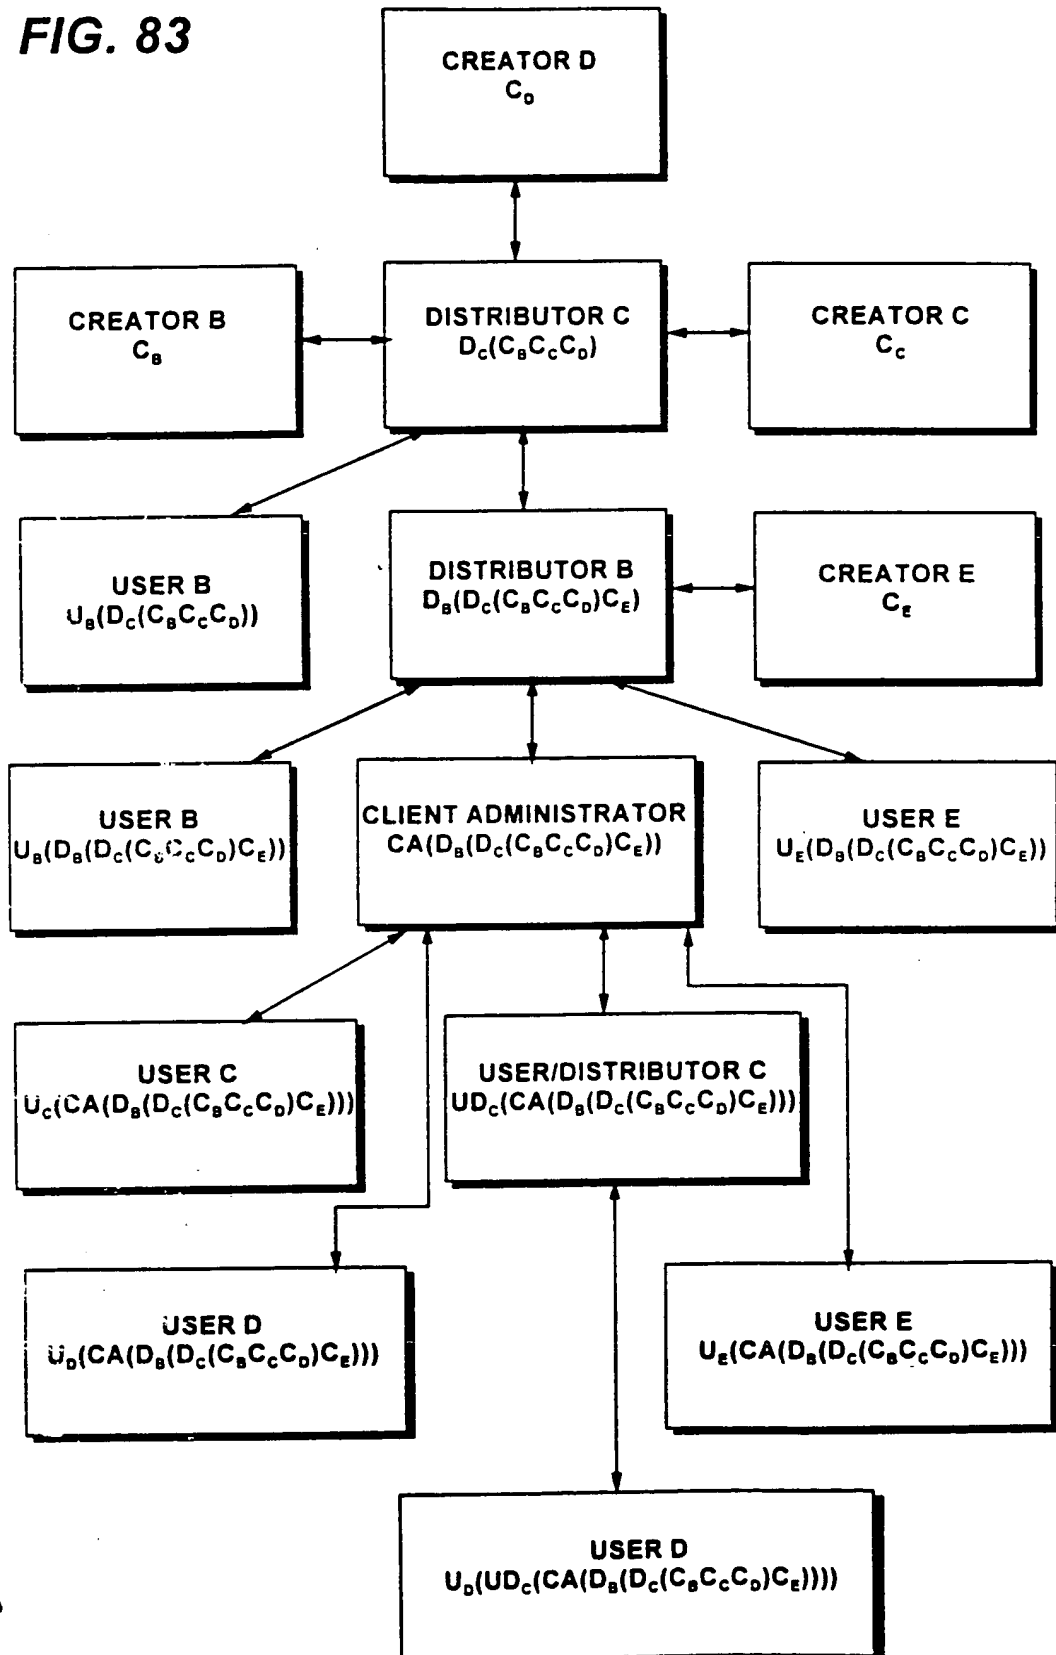 FIG. 83
CREATOR D
C_D
CREATOR B
C_B
DISTRIBUTOR C
D_C(C_BC_CC_D)
CREATOR C
C_C
USER B
U_B(D_C(C_BC_CC_D))
DISTRIBUTOR B
D_B(D_C(C_BC_CC_D)C_E)
CREATOR E
C_E
USER B
U_B(D_B(D_C(C_BC_CC_D)C_E))
CLIENT ADMINISTRATOR
CA(D_B(D_C(C_BC_CC_D)C_E))
USER E
U_E(D_B(D_C(C_BC_CC_D)C_E))
USER C
U_C(CA(D_B(D_C(C_BC_CC_D)C_E)))
USER/DISTRIBUTOR C
UD_C(CA(D_B(D_C(C_BC_CC_D)C_E)))
USER D
U_D(CA(D_B(D_C(C_BC_CC_D)C_E)))
USER E
U_E(CA(D_B(D_C(C_BC_CC_D)C_E)))
USER D
U_D(UD_C(CA(D_B(D_C(C_BC_CC_D)C_E))))